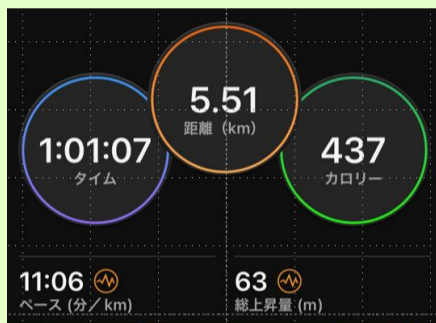 5.51
距離 (km)
1:01:07
タイム
437
カロリー
11:06
ペース (分/km)
63
総上昇量 (m)